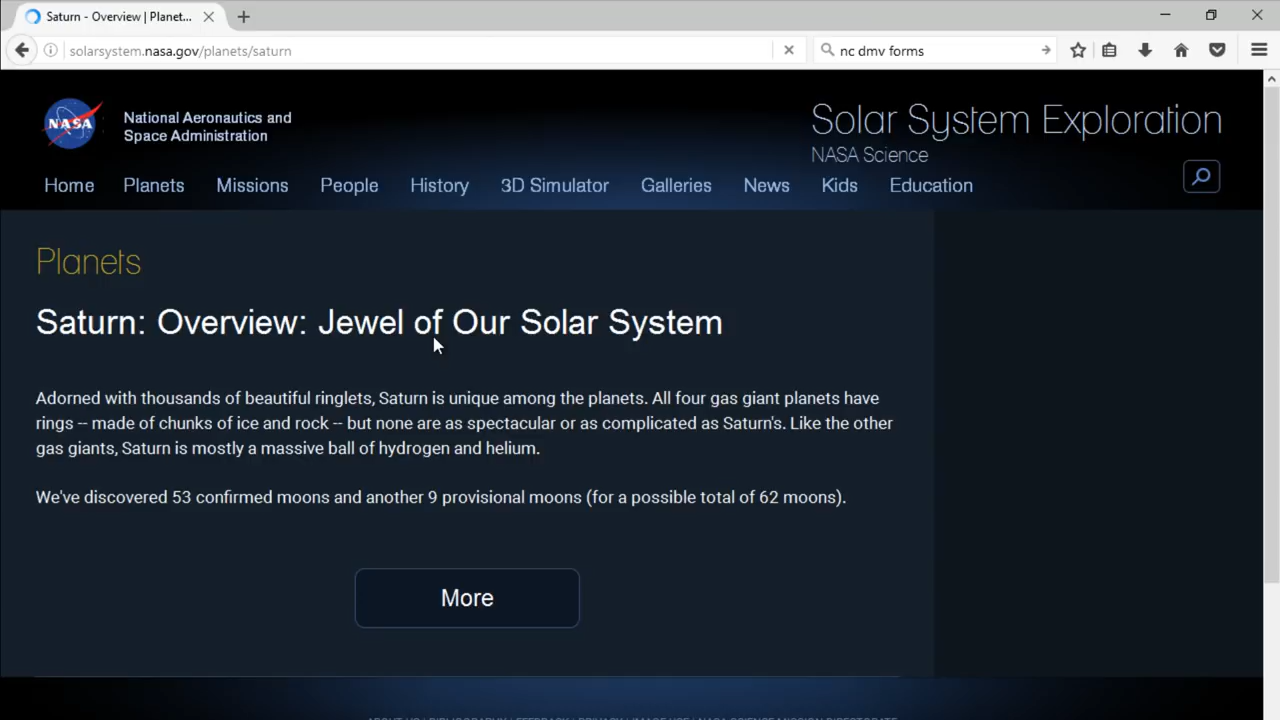 Saturn - Overview | Planet...
solarsystem.nasa.gov/planets/saturn
nc dmv forms
NASA
National Aeronautics and
Space Administration
Solar System Exploration
NASA Science
Home Planets Missions People History 3D Simulator Galleries News Kids Education
Planets
Saturn: Overview: Jewel of Our Solar System
Adorned with thousands of beautiful ringlets, Saturn is unique among the planets. All four gas giant planets have
rings -- made of chunks of ice and rock -- but none are as spectacular or as complicated as Saturn's. Like the other
gas giants, Saturn is mostly a massive ball of hydrogen and helium.
We've discovered 53 confirmed moons and another 9 provisional moons (for a possible total of 62 moons).
More